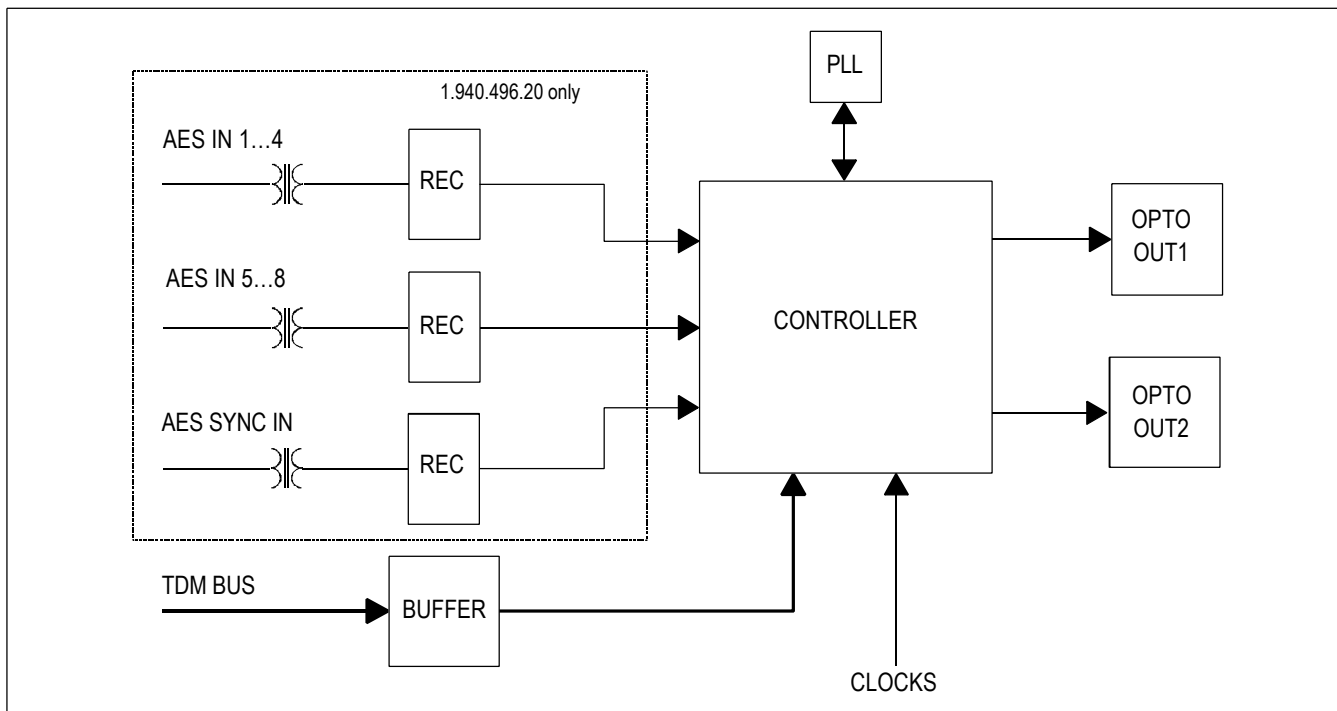 PLL
1.940.496.20 only
AES IN 1…4
REC
OPTO
OUT1
AES IN 5…8
REC
CONTROLLER
OPTO
OUT2
AES SYNC IN
REC
TDM BUS
BUFFER
CLOCKS